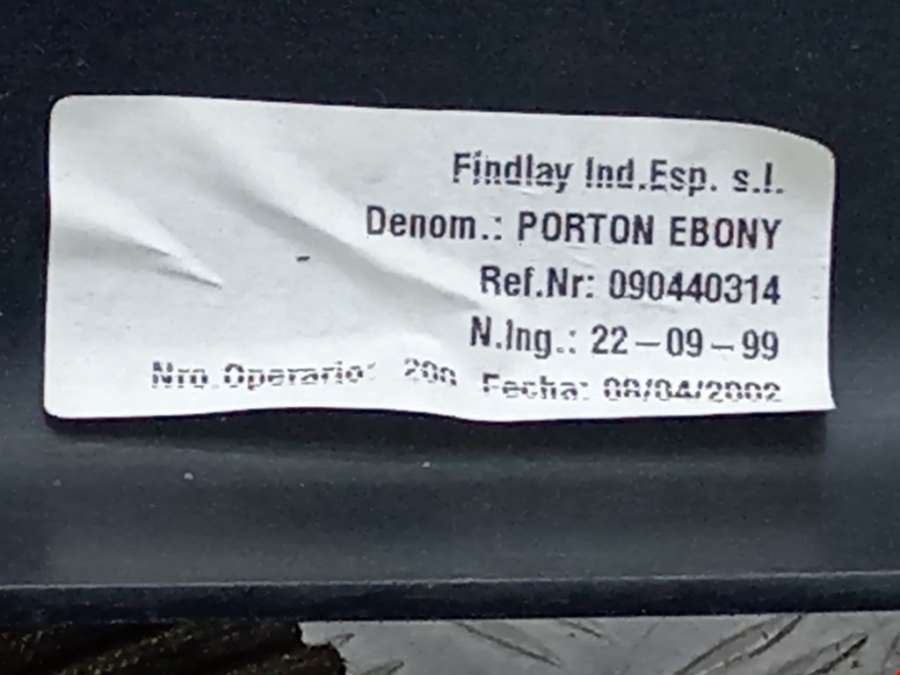 Findlay Ind.Esp. s.l.
Denom.: PORTON EBONY
Ref.Nr: 090440314
N.Ing.: 22-09-99
Nro.Operario: Fecha: 08/04/2002